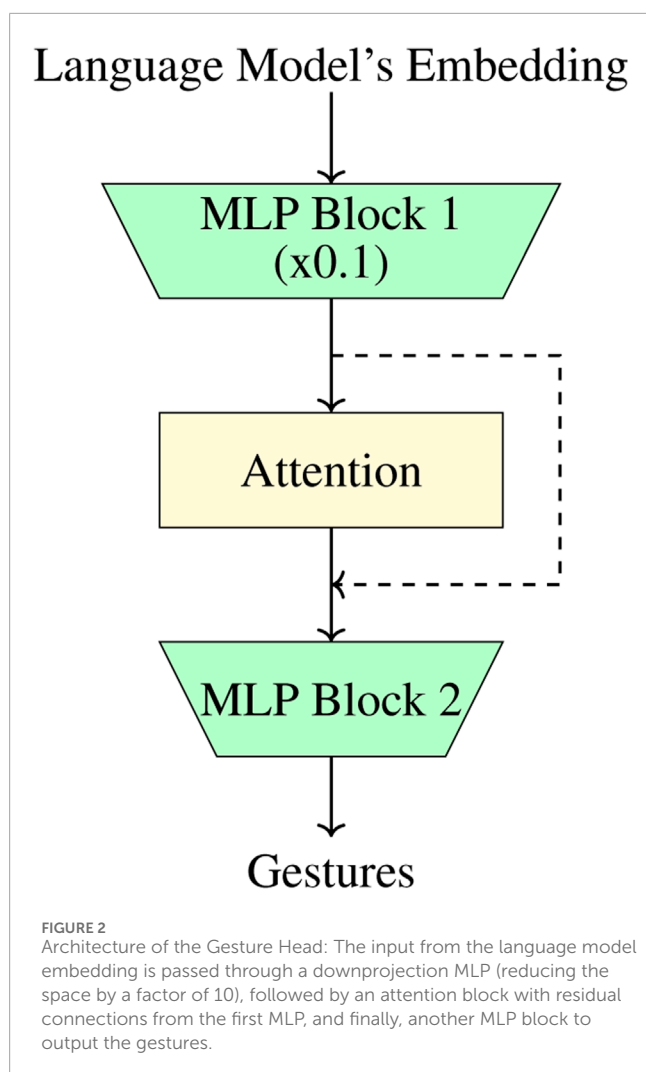 Language Model's Embedding
MLP Block 1
(x0.1)
Attention
MLP Block 2
Gestures
FIGURE 2
Architecture of the Gesture Head: The input from the language model
embedding is passed through a downprojection MLP (reducing the
space by a factor of 10), followed by an attention block with residual
connections from the first MLP, and finally, another MLP block to
output the gestures.